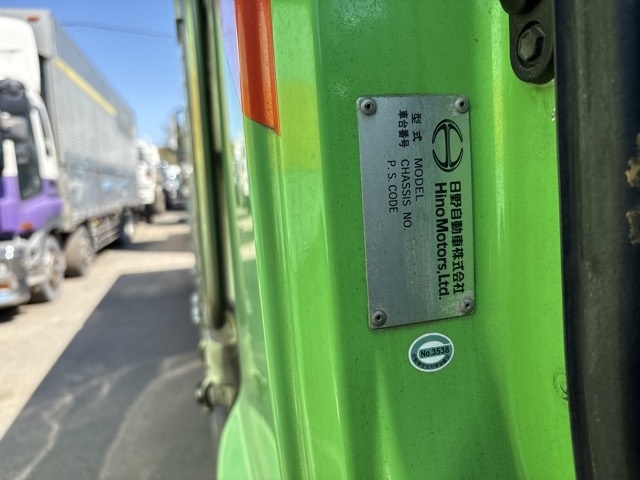 日野自動車株式会社
Hino Motors, Ltd.
型式 MODEL
車台番号 CHASSIS NO.
P.S.CODE
No.3538